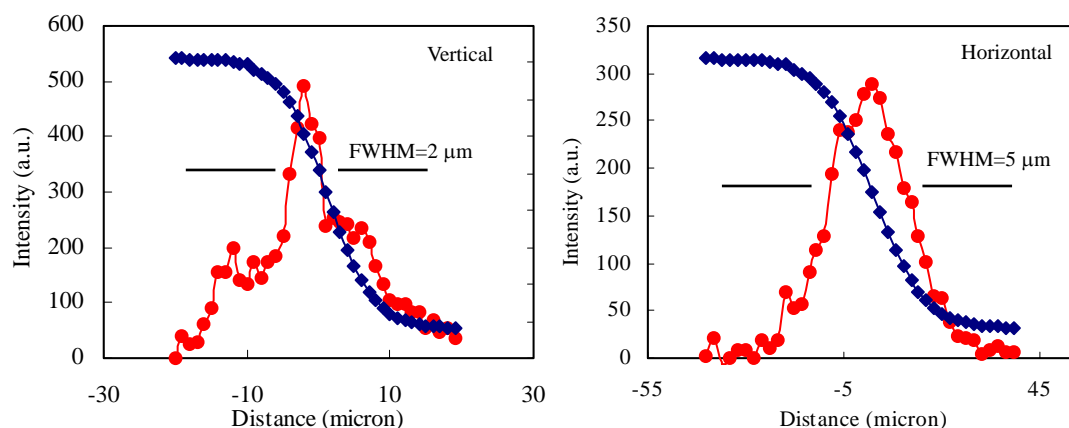 600
500
400
300
200
100
0
Intensity (a.u.)
Vertical
FWHM=2 μm
-30
-10
10
30
Distance (micron)
350
300
250
200
150
100
50
0
Intensity (a.u.)
Horizontal
FWHM=5 μm
-55
-5
45
Distance (micron)